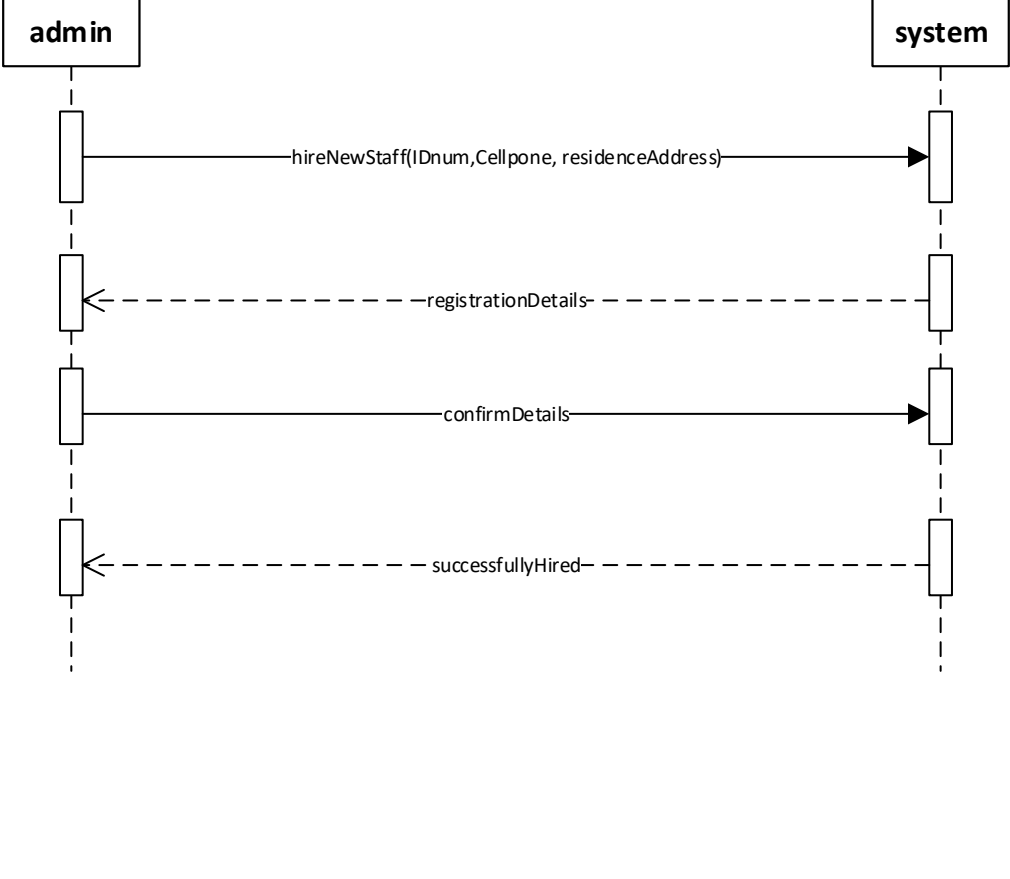 admin
system
hireNewStaff(IDnum,Cellpone, residenceAddress)
registrationDetails
confirmDetails
successfullyHired